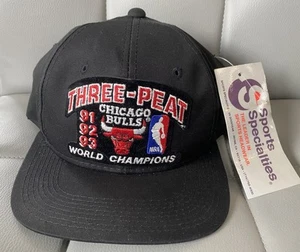 THREE-PEAT
CHICAGO
BULLS
91
92
93
NBA
WORLD CHAMPIONS
Sports
Specialties